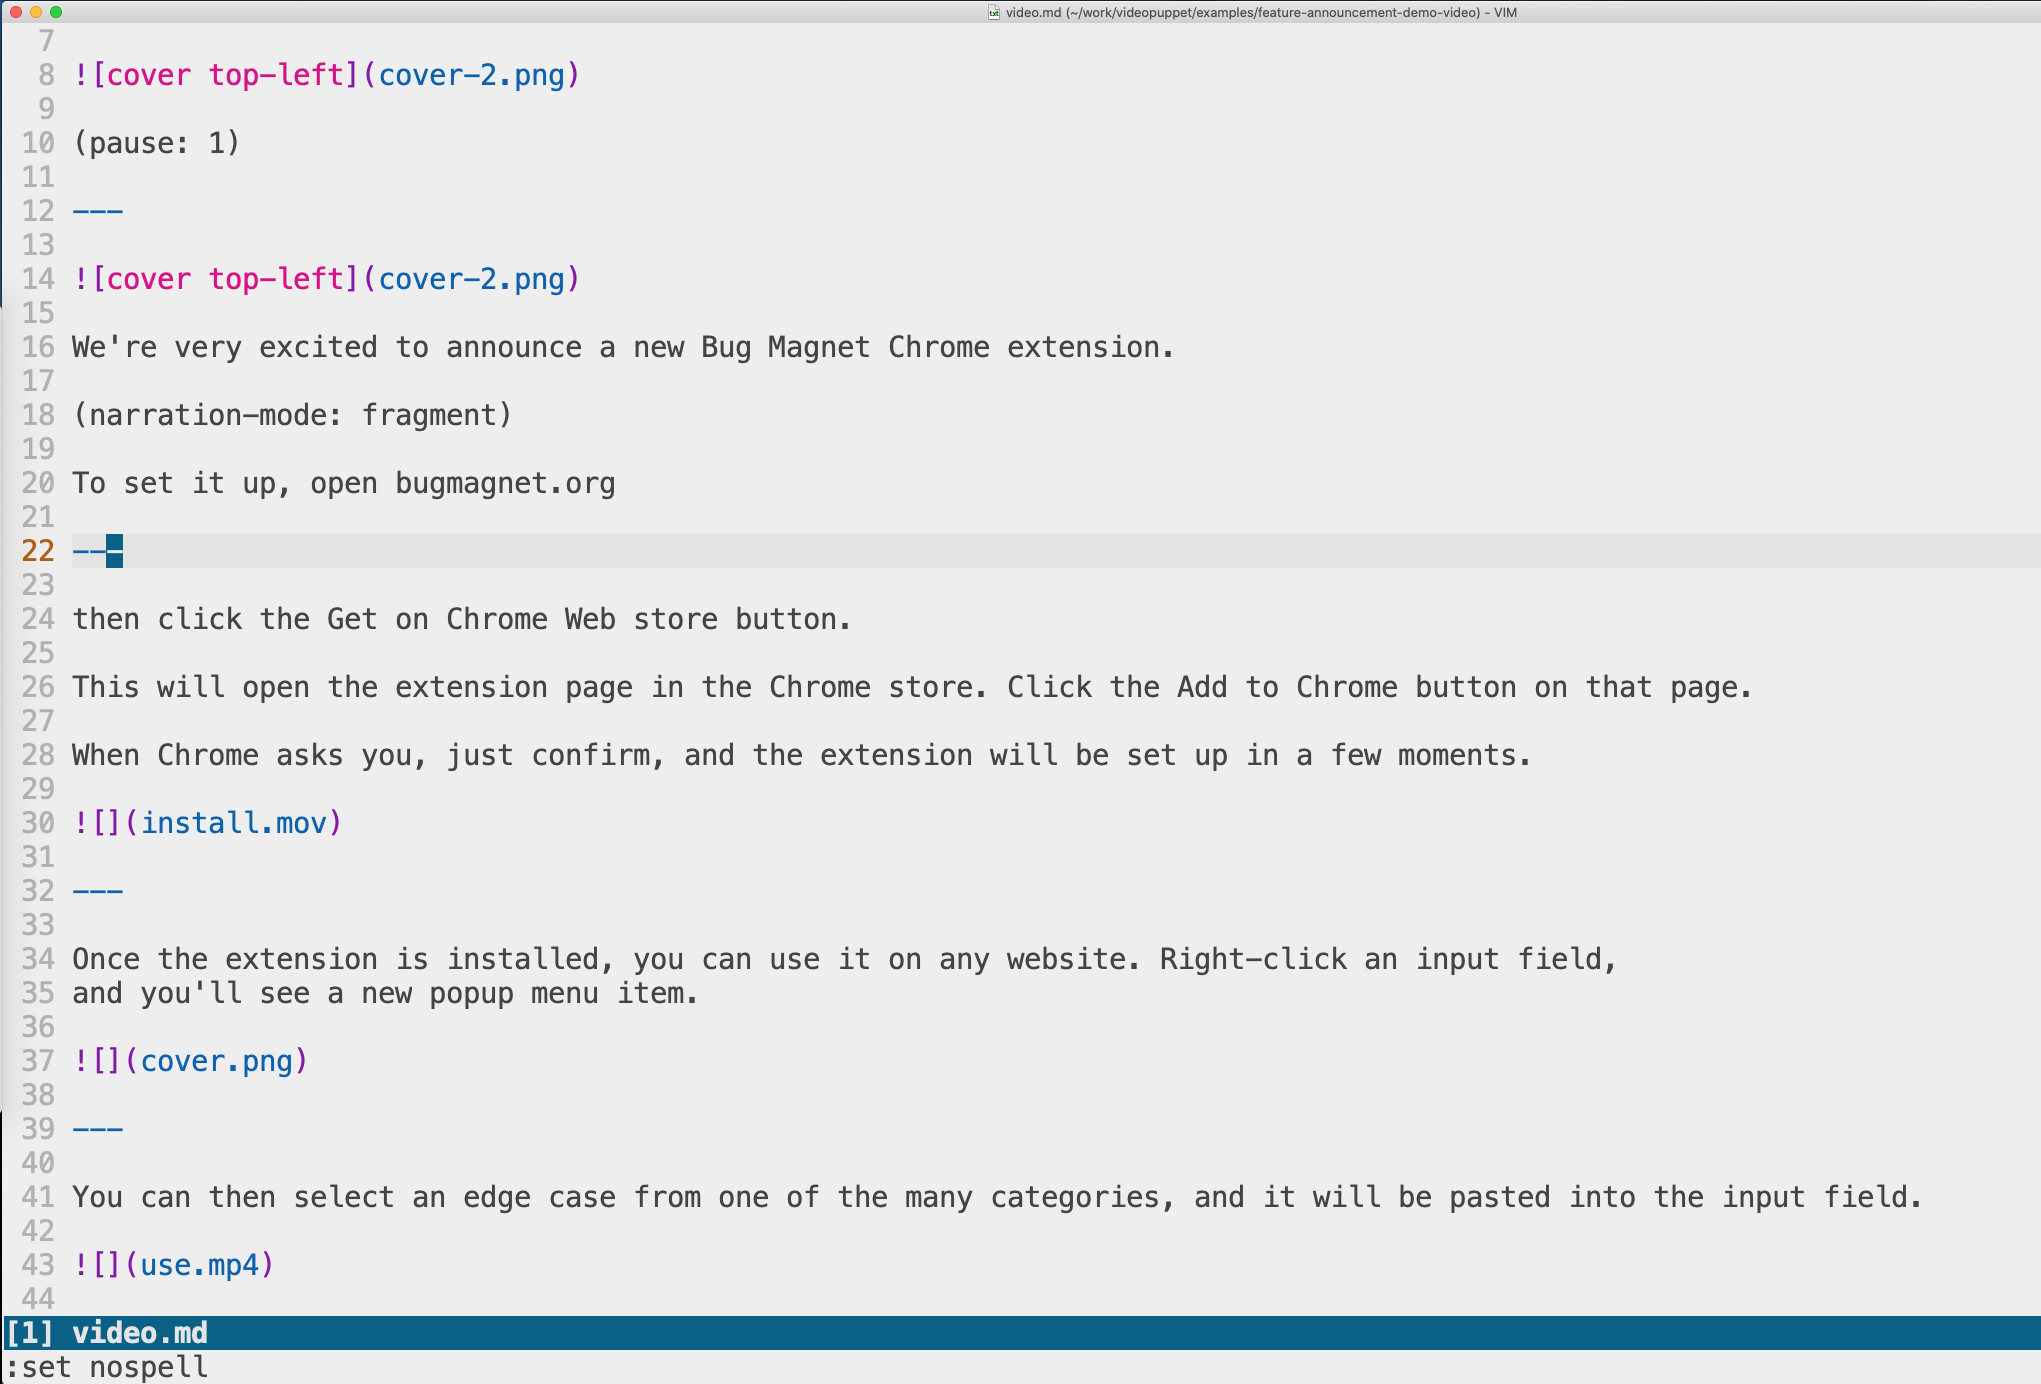 video.md (~/work/videopuppet/examples/feature-announcement-demo-video) - VIM
7
8 ![cover top-left](cover-2.png)
9
10 (pause: 1)
11
12 ---
13
14 ![cover top-left](cover-2.png)
15
16 We're very excited to announce a new Bug Magnet Chrome extension.
17
18 (narration-mode: fragment)
19
20 To set it up, open bugmagnet.org
21
22 ---
23
24 then click the Get on Chrome Web store button.
25
26 This will open the extension page in the Chrome store. Click the Add to Chrome button on that page.
27
28 When Chrome asks you, just confirm, and the extension will be set up in a few moments.
29
30 ![](install.mov)
31
32 ---
33
34 Once the extension is installed, you can use it on any website. Right-click an input field,
35 and you'll see a new popup menu item.
36
37 ![](cover.png)
38
39 ---
40
41 You can then select an edge case from one of the many categories, and it will be pasted into the input field.
42
43 ![](use.mp4)
44
[1] video.md
:set nospell